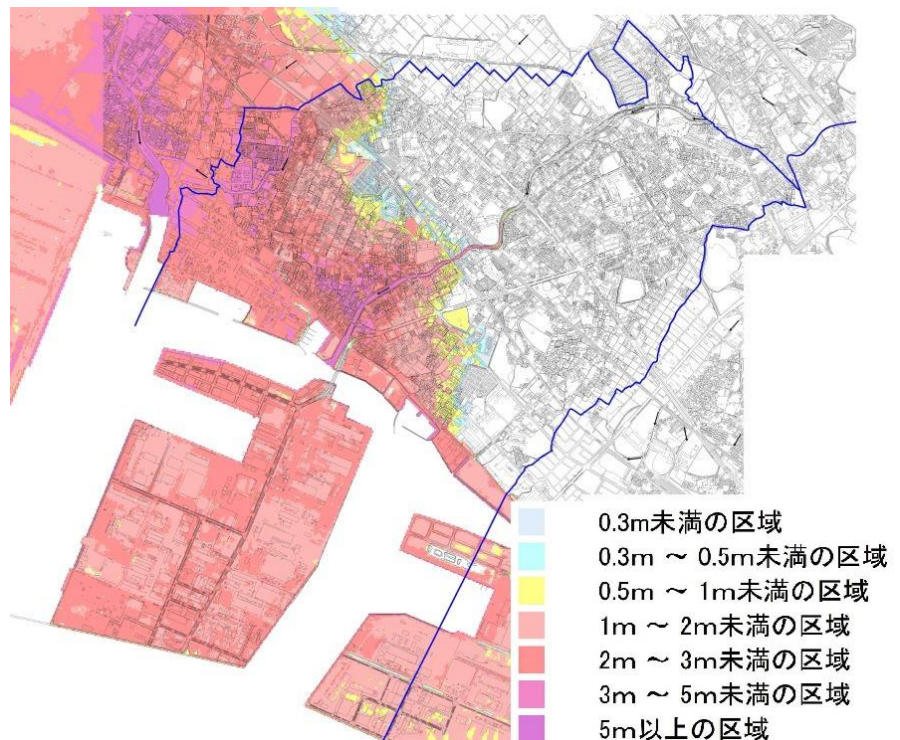 0.3m未満の区域
0.3m ～ 0.5m未満の区域
0.5m ～ 1m未満の区域
1m ～ 2m未満の区域
2m ～ 3m未満の区域
3m ～ 5m未満の区域
5m以上の区域